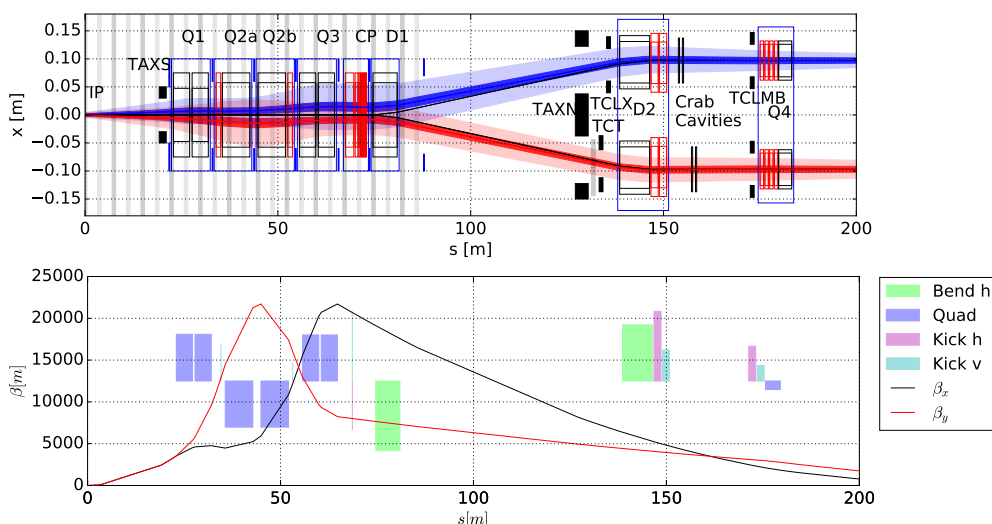 0.15
0.10
0.05
0.00
−0.05
−0.10
−0.15
x [m]
IP
TAXS
Q1
Q2a
Q2b
Q3
CP
D1
TAXN
TCLX
TCT
D2
Crab
Cavities
TCLMB
Q4
0
50
100
150
200
s [m]
25000
20000
15000
10000
5000
0
β[m]
0
50
100
150
200
s[m]
Bend h
Quad
Kick h
Kick v
βx
βy